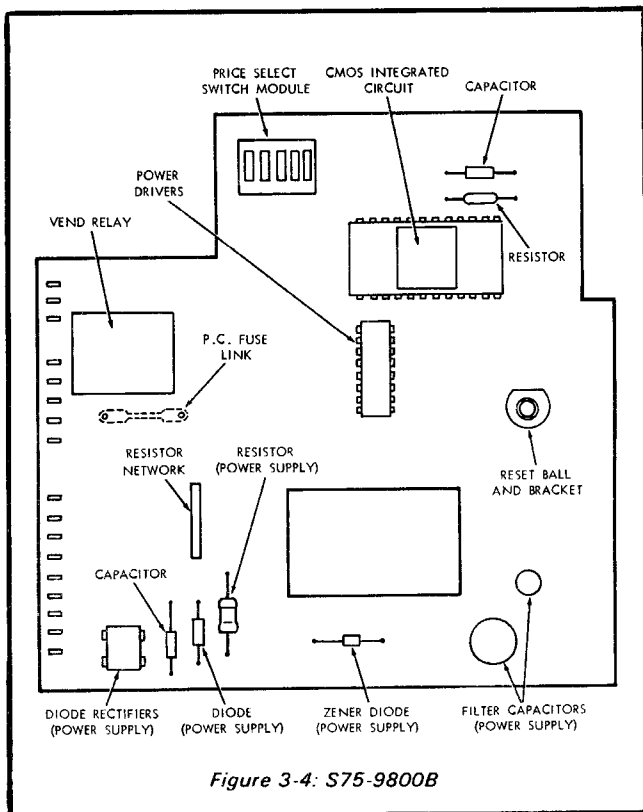 PRICE SELECT
SWITCH MODULE
CMOS INTEGRATED
CIRCUIT
CAPACITOR
POWER
DRIVERS
VEND RELAY
RESISTOR
P.C. FUSE
LINK
RESISTOR
NETWORK
RESISTOR
(POWER SUPPLY)
RESET BALL
AND BRACKET
CAPACITOR
DIODE RECTIFIERS
(POWER SUPPLY)
DIODE
(POWER SUPPLY)
ZENER DIODE
(POWER SUPPLY)
FILTER CAPACITORS
(POWER SUPPLY)
Figure 3-4: S75-9800B